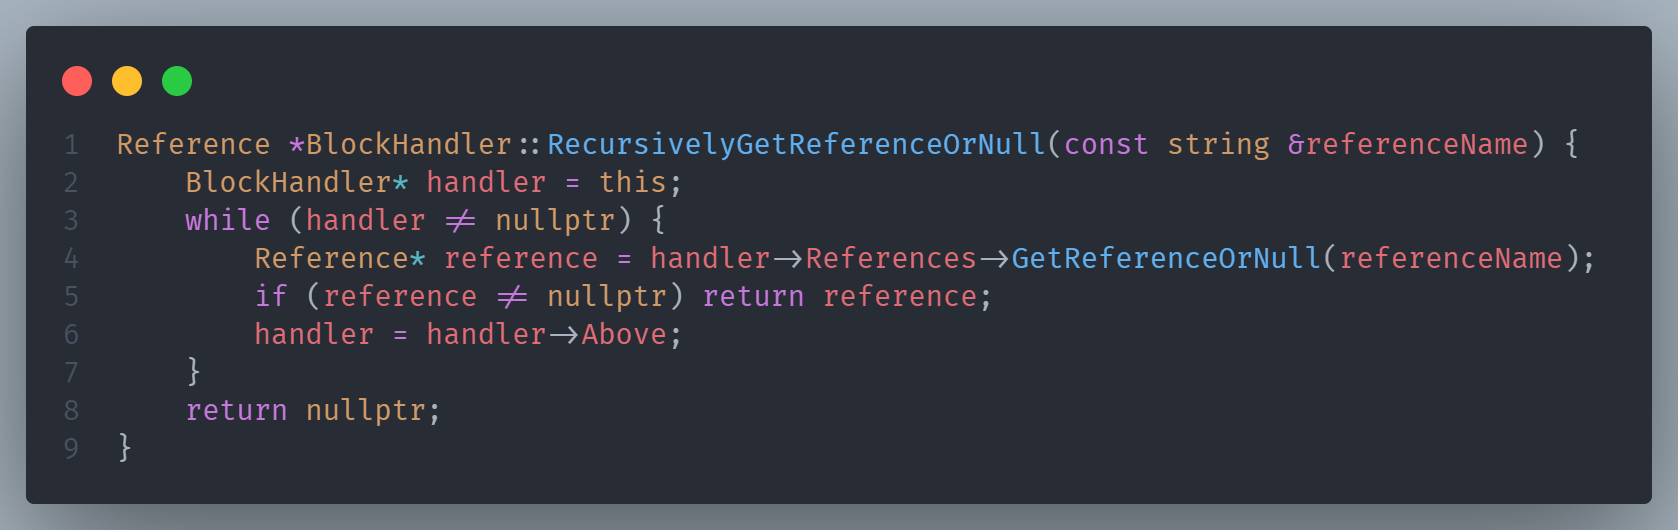 1 Reference *BlockHandler::RecursivelyGetReferenceOrNull(const string &referenceName) {
2     BlockHandler* handler = this;
3     while (handler != nullptr) {
4         Reference* reference = handler->References->GetReferenceOrNull(referenceName);
5         if (reference != nullptr) return reference;
6         handler = handler->Above;
7     }
8     return nullptr;
9 }